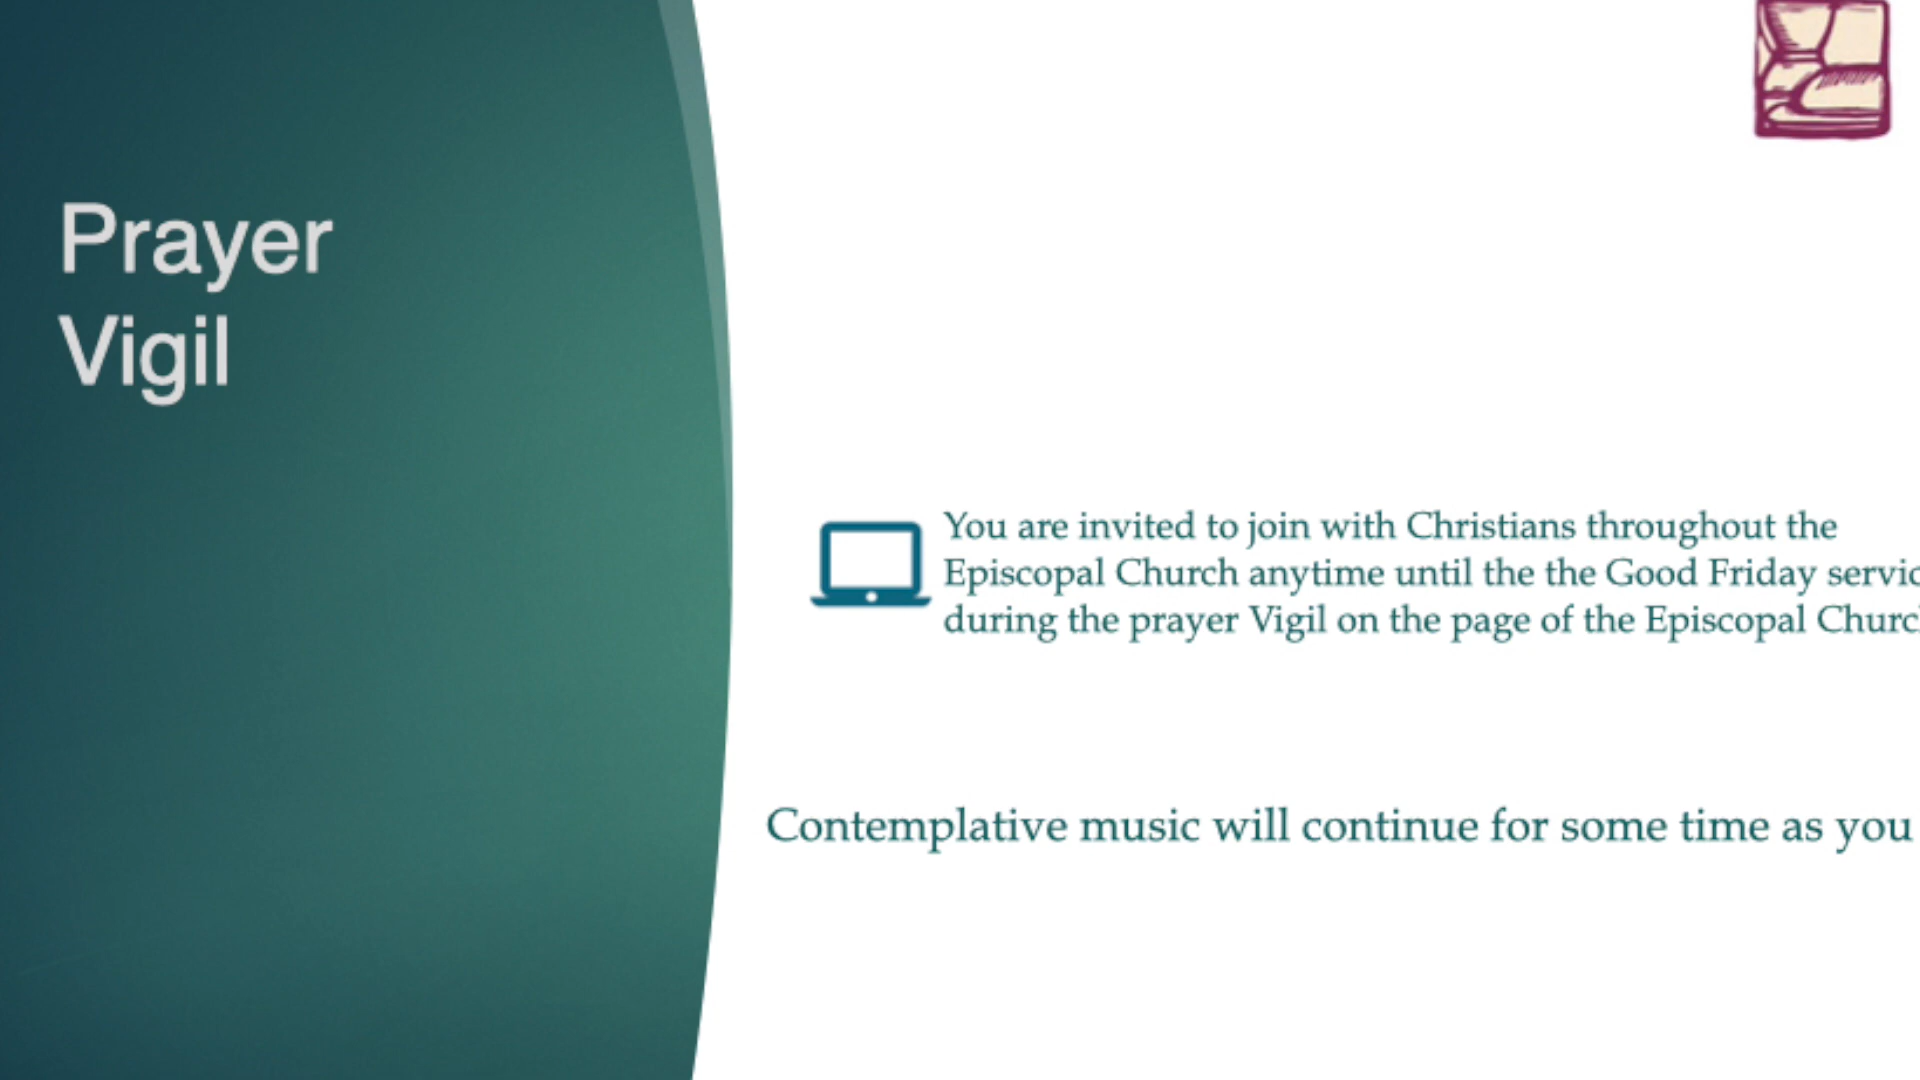 Prayer
Vigil
You are invited to join with Christians throughout the
Episcopal Church anytime until the the Good Friday
during the prayer Vigil on the page of the Episcopal
Contemplative music will continue for some time as you